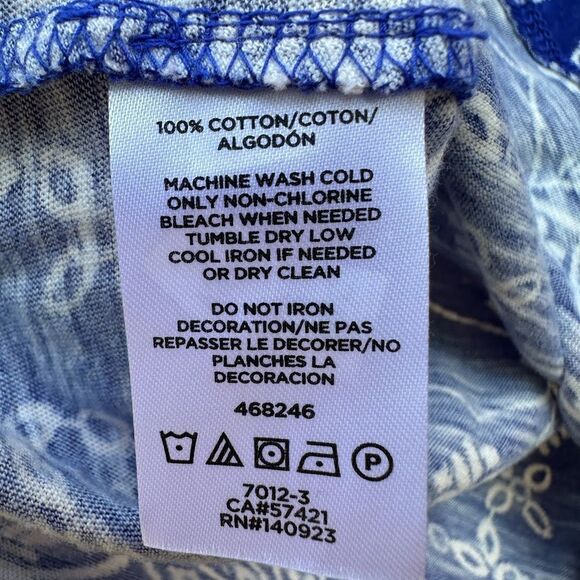 100% COTTON/COTON/
ALGODÓN
MACHINE WASH COLD
ONLY NON-CHLORINE
BLEACH WHEN NEEDED
TUMBLE DRY LOW
COOL IRON IF NEEDED
OR DRY CLEAN
DO NOT IRON
DECORATION/NE PAS
REPASSER LE DECORER/NO
PLANCHES LA
DECORACION
468246
P
7012-3
CA#57421
RN#140923